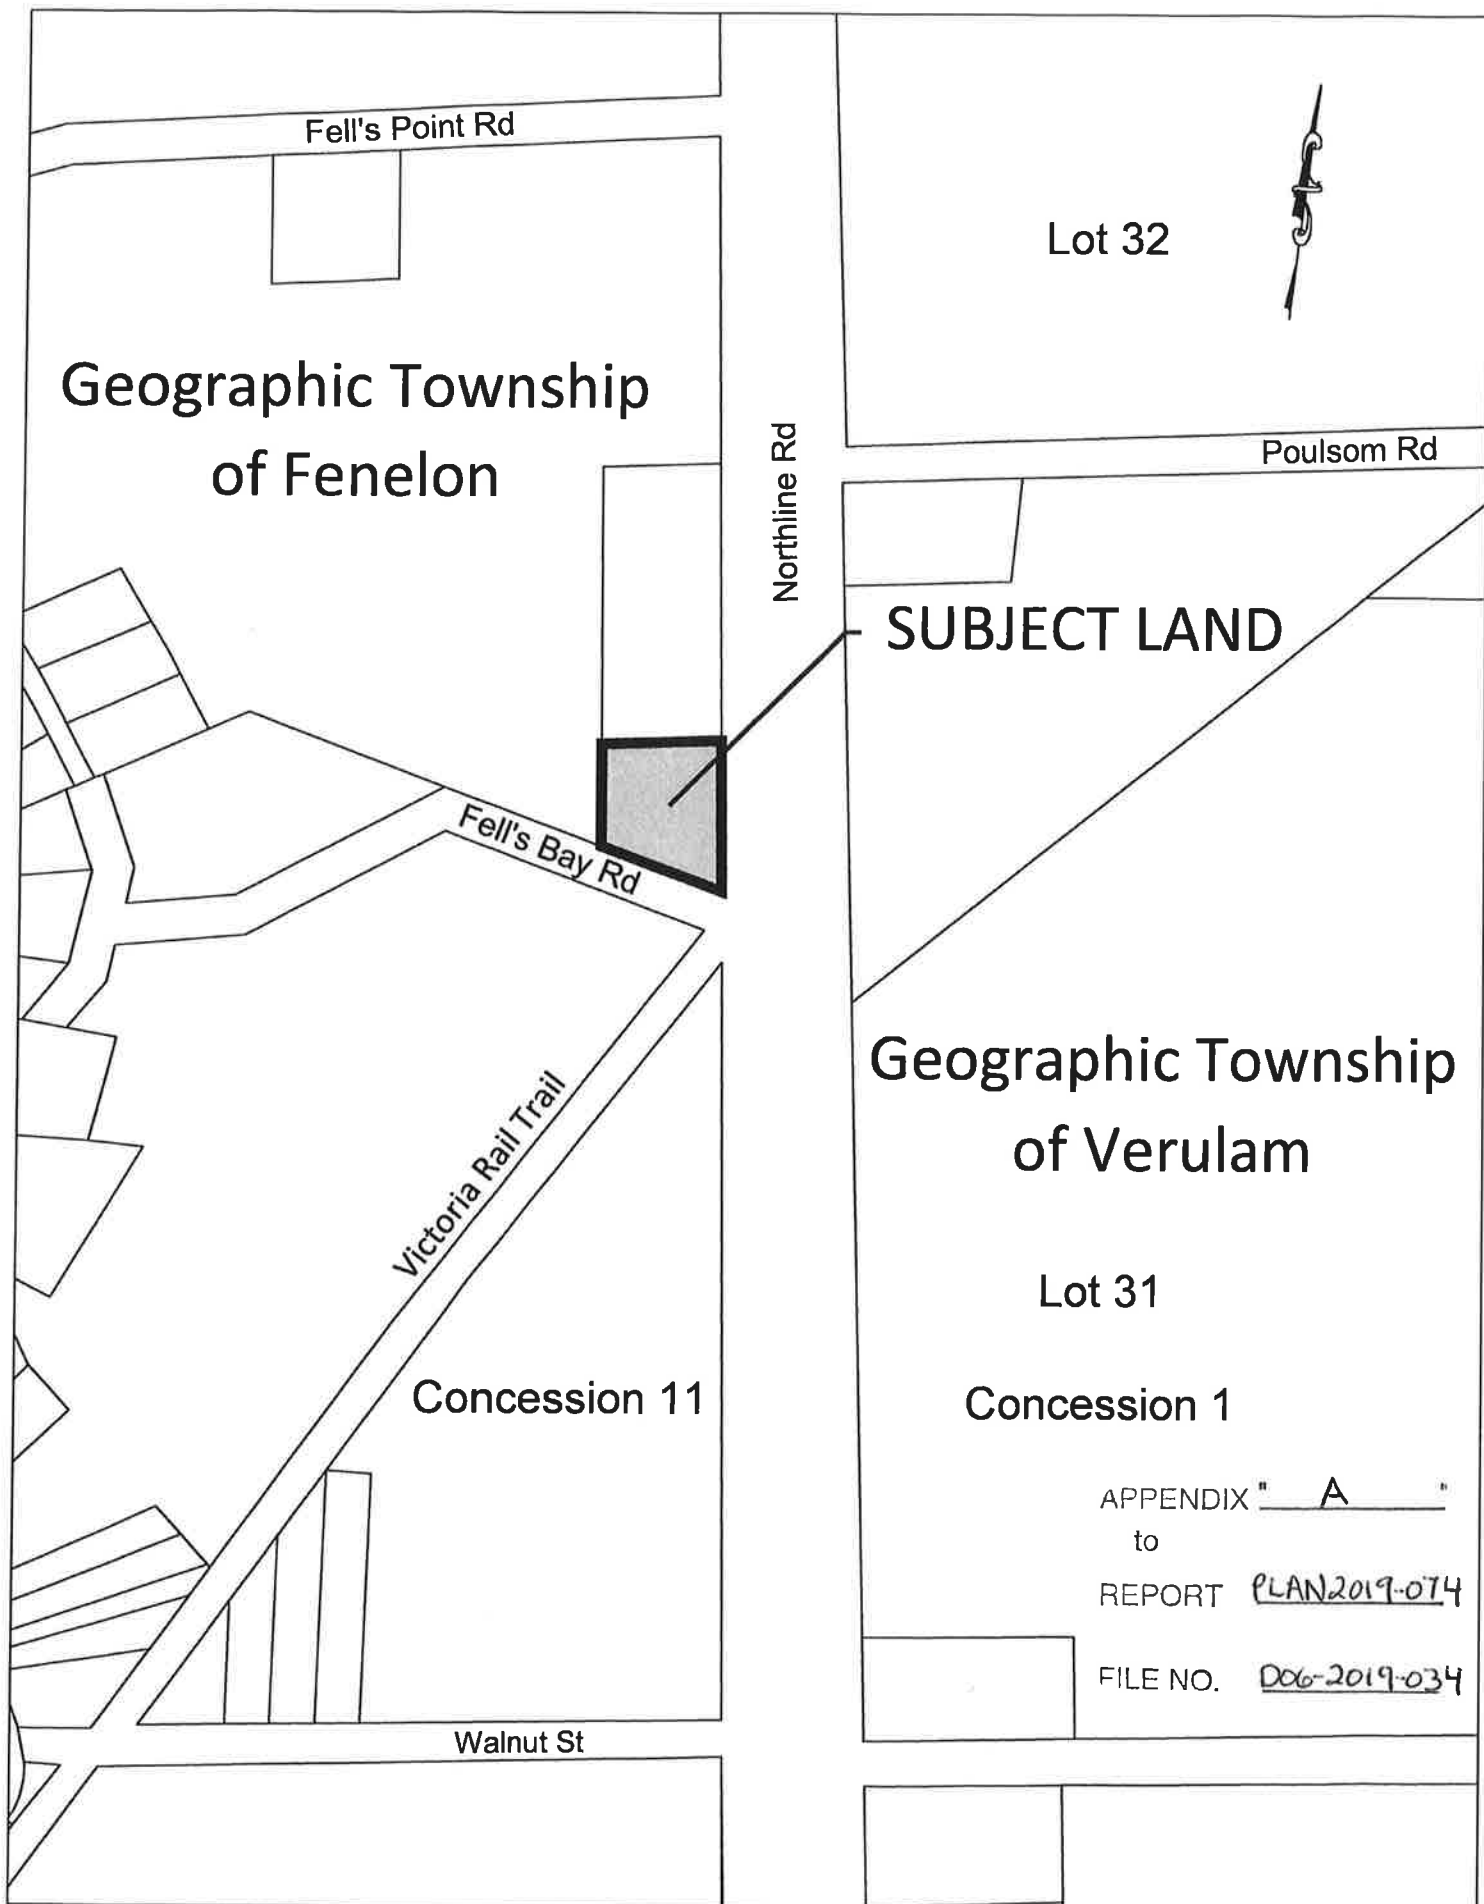 Fell's Point Rd
Lot 32
Geographic Township
of Fenelon
Northline Rd
Poulsom Rd
SUBJECT LAND
Fell's Bay Rd
Geographic Township
of Verulam
Victoria Rail Trail
Lot 31
Concession 11
Concession 1
APPENDIX " A "
to
REPORT PLAN2019-074
FILE NO. D06-2019-034
Walnut St